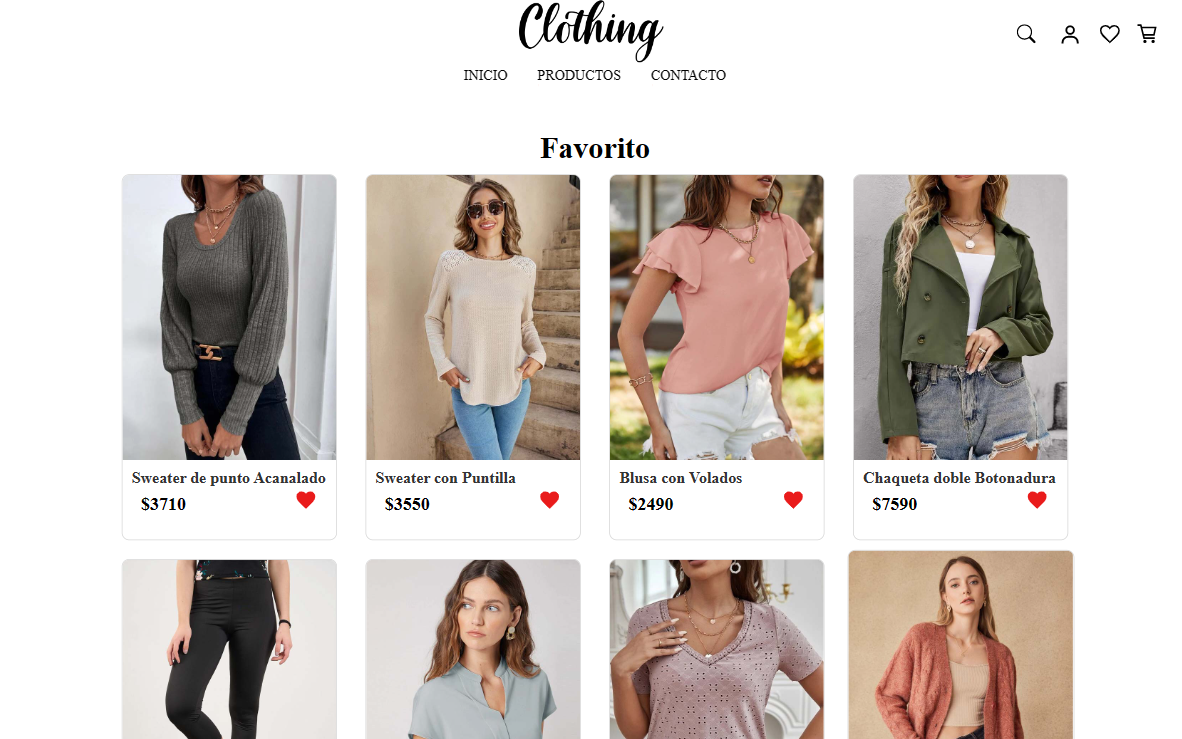 Clothing
INICIO PRODUCTOS CONTACTO
Favorito
Sweater de punto Acanalado
$3710
Sweater con Puntilla
$3550
Blusa con Volados
$2490
Chaqueta doble Botonadura
$7590